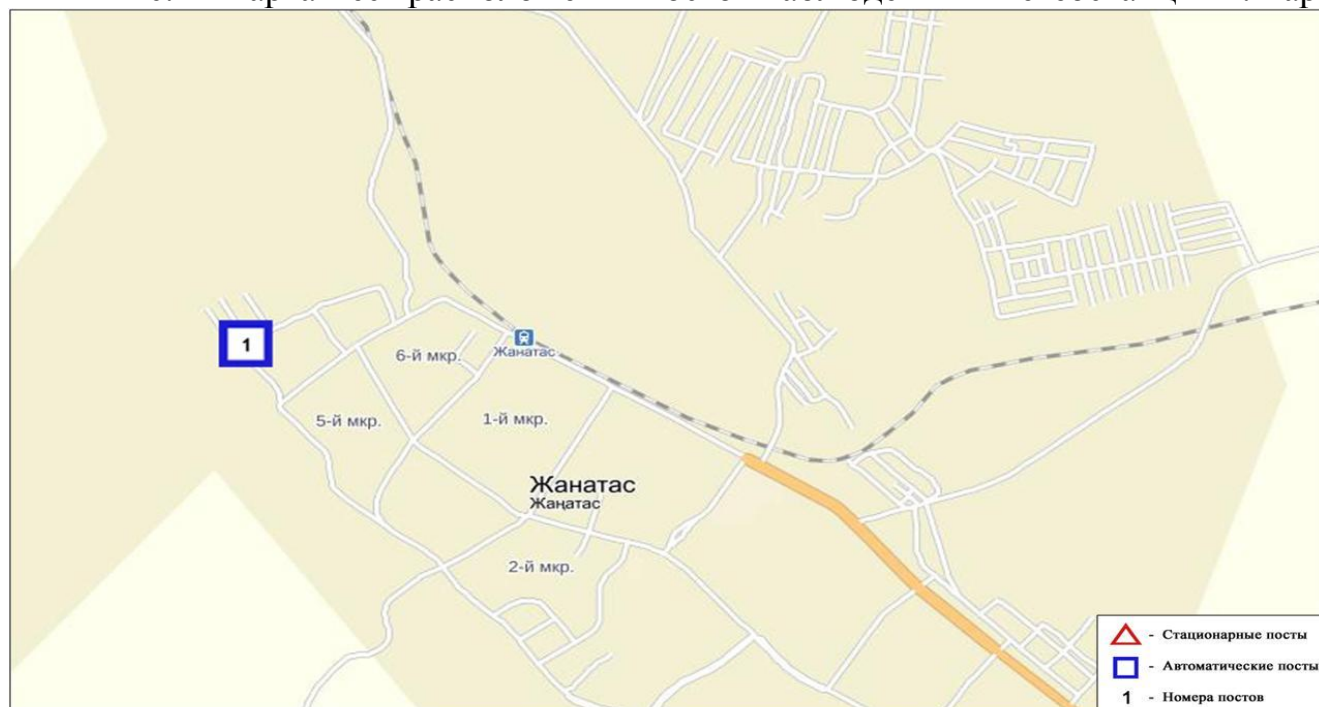 1
6-й мкр.
Жанатас
5-й мкр.
1-й мкр.
Жанатас
Жаңатас
2-й мкр.
- Стационарные посты
- Автоматические посты
1 - Номера постов